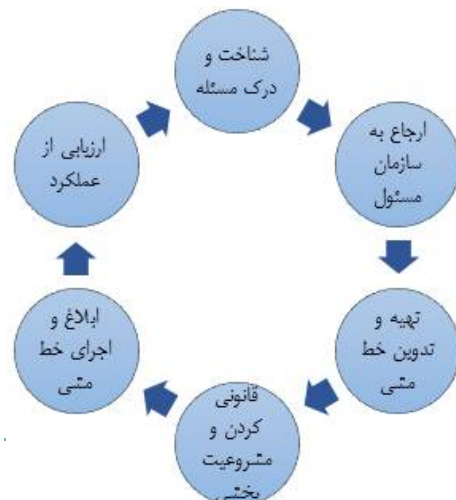 شناخت و
درک مسئله
ارجاع به
سازمان
مسئول
تهیه و
تدوین خط
مشی
قانونی
کردن و
مشروعیت
بخشی
ابلاغ و
اجرای خط
مشی
ارزیابی از
عملکرد